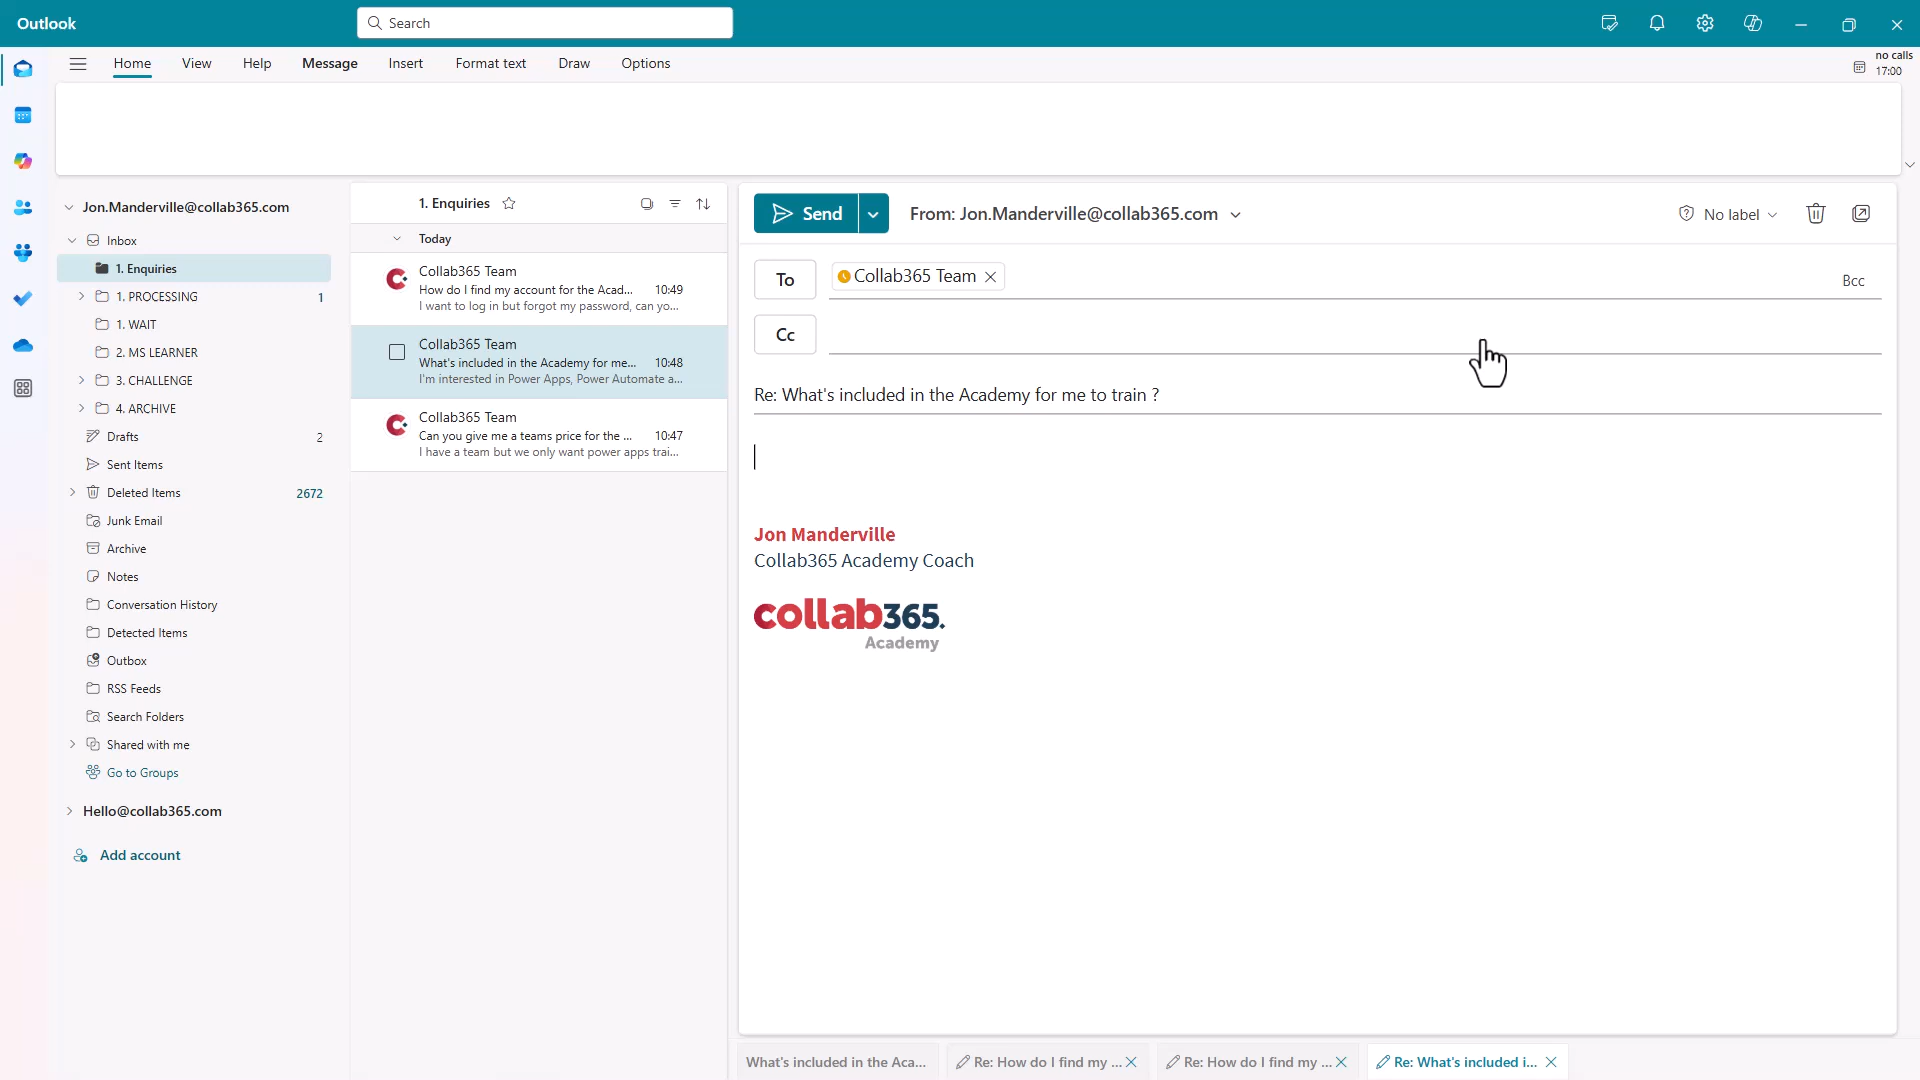 Outlook
Search
no calls
17:00
Home
View
Help
Message
Insert
Format text
Draw
Options
Jon.Manderville@collab365.com
Inbox
1. Enquiries
1. PROCESSING 1
1. WAIT
2. MS LEARNER
3. CHALLENGE
4. ARCHIVE
Drafts 2
Sent Items
Deleted Items 2672
Junk Email
Archive
Notes
Conversation History
Detected Items
Outbox
RSS Feeds
Search Folders
Shared with me
Go to Groups
Hello@collab365.com
Add account
1. Enquiries
Today
Collab365 Team
How do I find my account for the Acad... 10:49
I want to log in but forgot my password, can yo...
Collab365 Team
What's included in the Academy for me... 10:48
I'm interested in Power Apps, Power Automate a...
Collab365 Team
Can you give me a teams price for the ... 10:47
I have a team but we only want power apps trai...
Send
From: Jon.Manderville@collab365.com
No label
To
Collab365 Team
Bcc
Cc
Re: What's included in the Academy for me to train ?
Jon Manderville
Collab365 Academy Coach
collab365.
Academy
What's included in the Aca...
Re: How do I find my ...
Re: How do I find my ...
Re: What's included i...